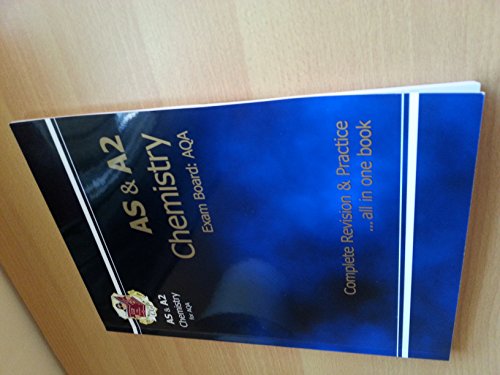 AS & A2
Chemistry
Exam Board: AQA
Complete Revision & Practice
...all in one book
AS & A2
Chemistry
for AQA